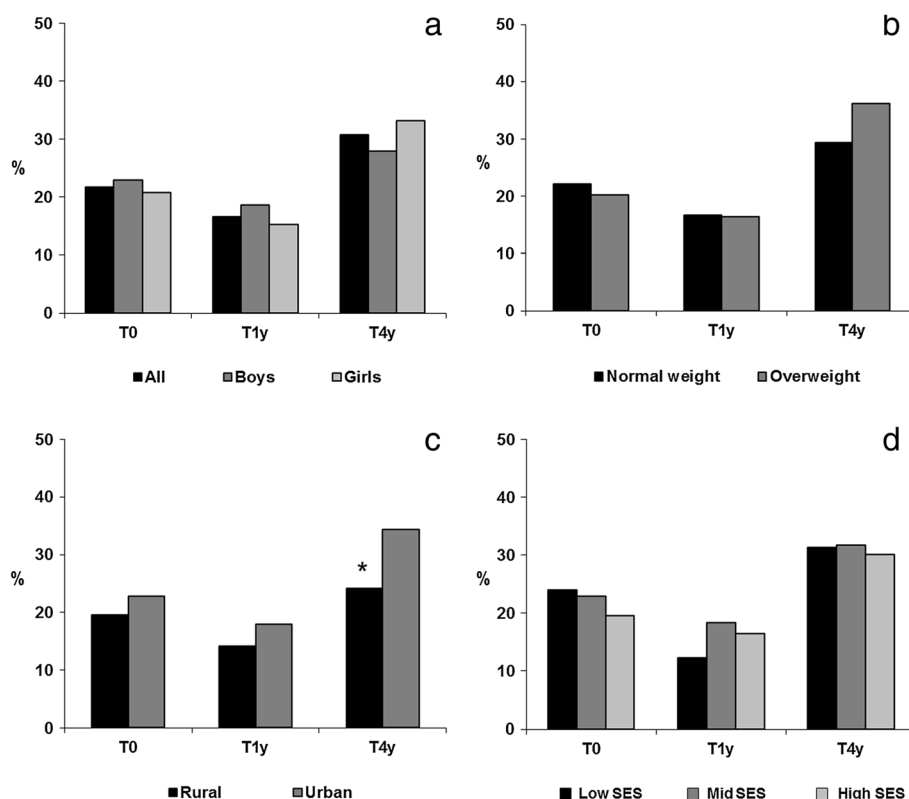 a
50
40
30
%
20
10
0
T0 T1y T4y
All Boys Girls
b
50
40
30
%
20
10
0
T0 T1y T4y
Normal weight Overweight
c
50
40
30
*
%
20
10
0
T0 T1y T4y
Rural Urban
d
50
40
30
%
20
10
0
T0 T1y T4y
Low SES Mid SES High SES